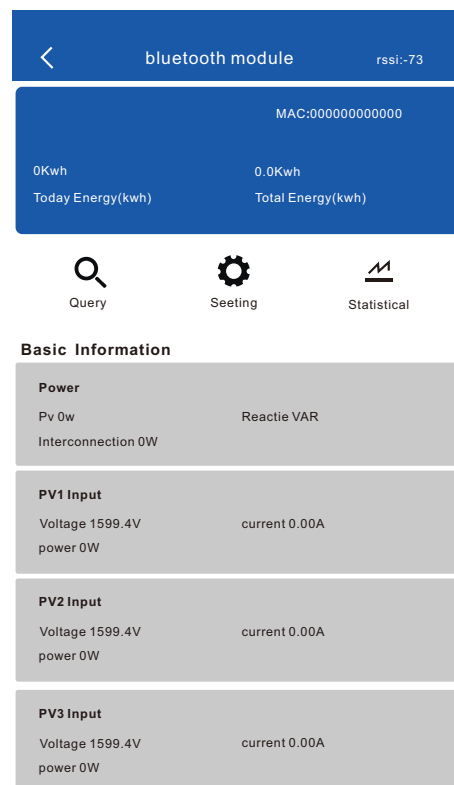 bluetooth module rssi:-73
MAC:000000000000
0Kwh 0.0Kwh
Today Energy(kwh) Total Energy(kwh)
Query Seeting Statistical
Basic Information
Power
Pv 0w Reactie VAR
Interconnection 0W
PV1 Input
Voltage 1599.4V current 0.00A
power 0W
PV2 Input
Voltage 1599.4V current 0.00A
power 0W
PV3 Input
Voltage 1599.4V current 0.00A
power 0W